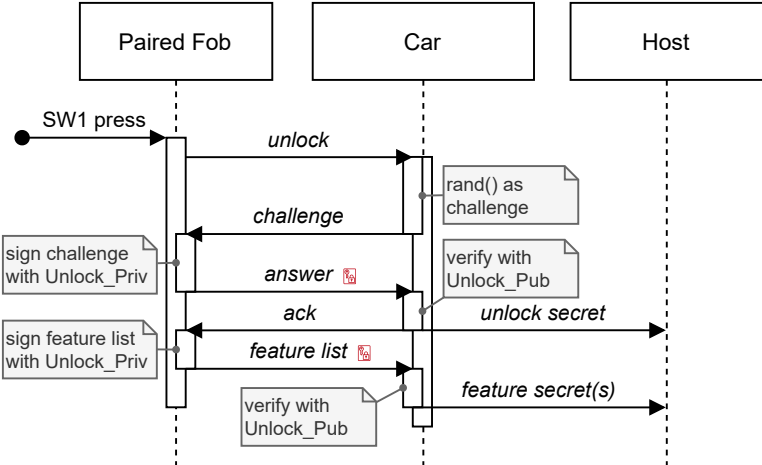 Paired Fob
Car
Host
SW1 press
unlock
rand() as
challenge
challenge
sign challenge
with Unlock_Priv
verify with
Unlock_Pub
answer
ack
unlock secret
sign feature list
with Unlock_Priv
feature list
feature secret(s)
verify with
Unlock_Pub